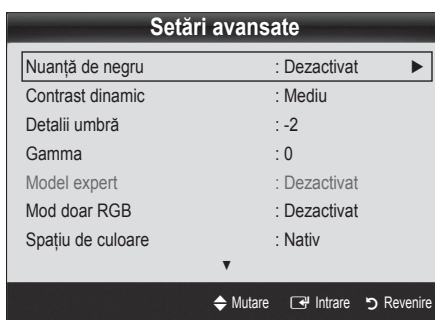 Setări avansate
Nuanță de negru : Dezactivat ►
Contrast dinamic : Mediu
Detalii umbră : -2
Gamma : 0
Model expert : Dezactivat
Mod doar RGB : Dezactivat
Spațiu de culoare : Nativ
▼
Mutare Intrare Revenire